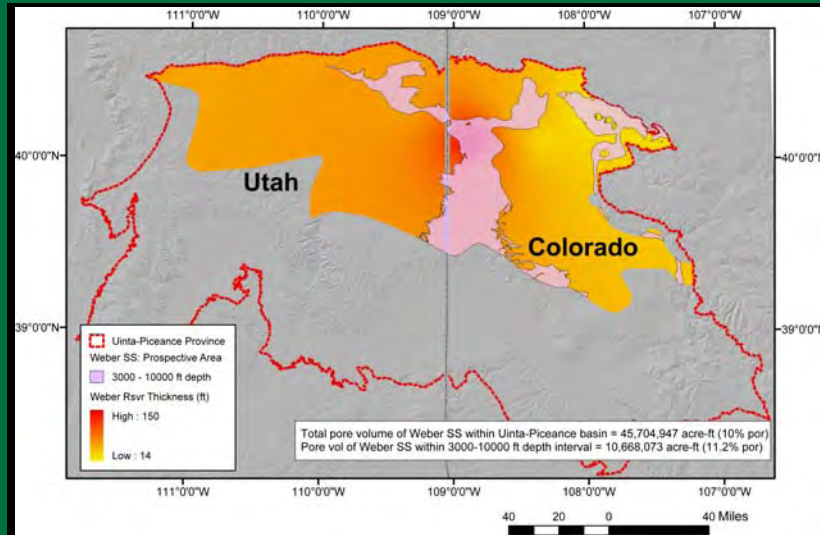 111°0'0"W 110°0'0"W 109°0'0"W 108°0'0"W 107°0'0"W
40°0'0"N 40°0'0"N
Utah
Colorado
39°0'0"N 39°0'0"N
Uinta-Piceance Province
Weber SS: Prospective Area
3000 - 10000 ft depth
Weber Rsvr Thickness (ft)
High : 150
Low : 14
Total pore volume of Weber SS within Uinta-Piceance basin = 45,704,947 acre-ft (10% por)
Pore vol of Weber SS within 3000-10000 ft depth interval = 10,668,073 acre-ft (11.2% por)
111°0'0"W 110°0'0"W 109°0'0"W 108°0'0"W 107°0'0"W
40 20 0 40 Miles